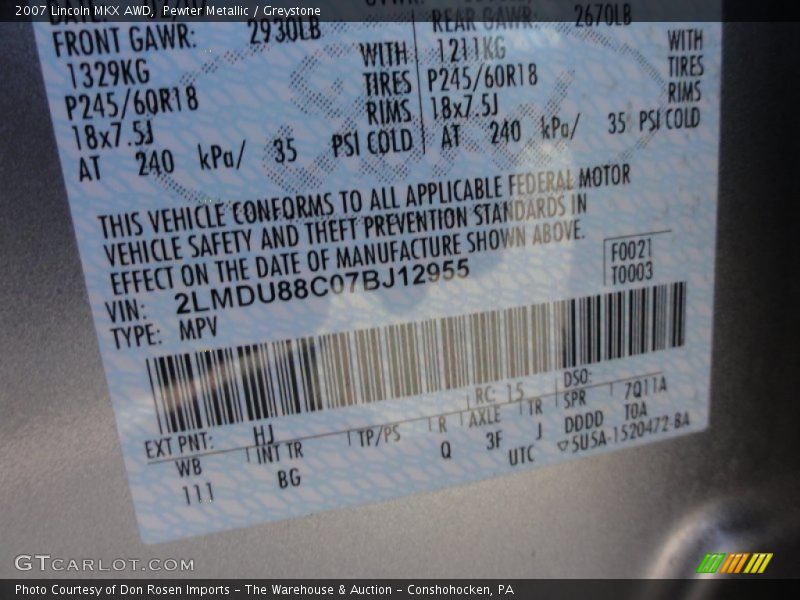 2007 Lincoln MKX AWD, Pewter Metallic / Greystone
FRONT GAWR: 2930LB
1329KG WITH
P245/60R18 TIRES
18x7.5J RIMS
AT 240 kPa/ 35 PSI COLD
REAR GAWR: 2670LB
1211KG WITH
P245/60R18 TIRES
18x7.5J RIMS
AT 240 kPa/ 35 PSI COLD
THIS VEHICLE CONFORMS TO ALL APPLICABLE FEDERAL MOTOR
VEHICLE SAFETY AND THEFT PREVENTION STANDARDS IN
EFFECT ON THE DATE OF MANUFACTURE SHOWN ABOVE.
VIN: 2LMDU88C07BJ12955
F0021
T0003
TYPE: MPV
EXT PNT: HJ RC 15 DSO:
WB INT TR TP/PS R AXLE TR SPR 7Q11A
111 BG Q 3F J DDDD TOA
UTC ▽5U5A-1520472-BA
GTCARLOT.COM
Photo Courtesy of Don Rosen Imports - The Warehouse & Auction - Conshohocken, PA